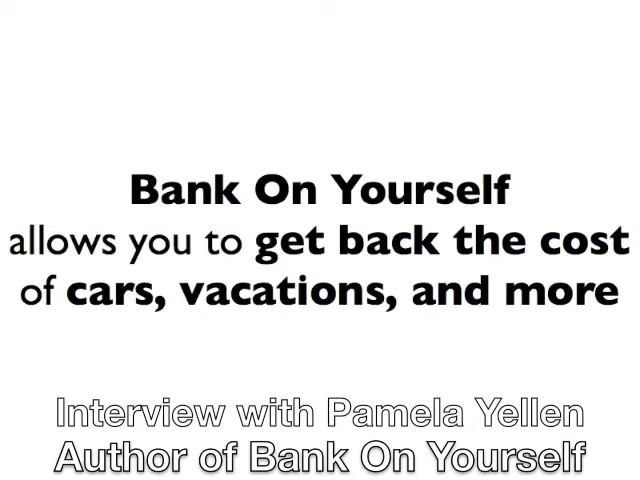 Bank On Yourself
allows you to get back the cost
of cars, vacations, and more
Interview with Pamela Yellen
Author of Bank On Yourself